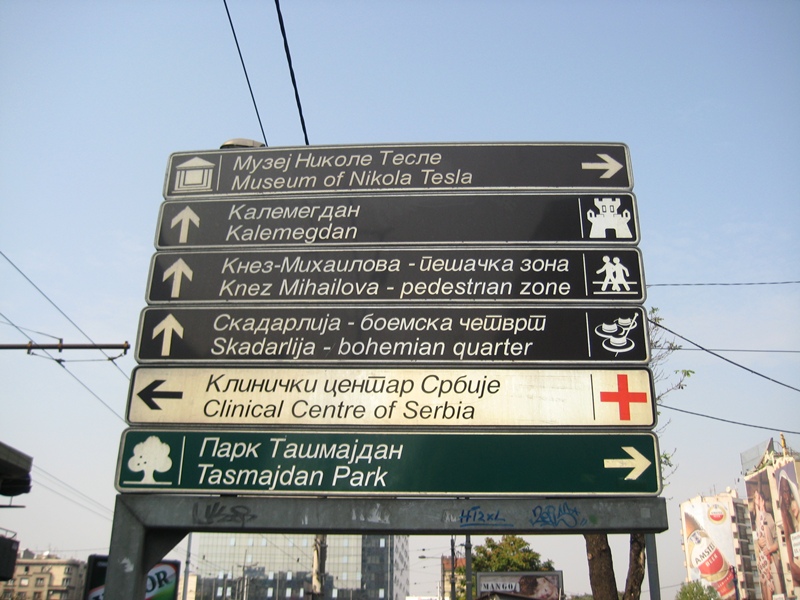 Музеј Николе Тесле
Museum of Nikola Tesla
Калемегдан
Kalemegdan
Кнез-Михаилова - пешачка зона
Knez Mihailova - pedestrian zone
Скадарлија - боемска четврт
Skadarlija - bohemian quarter
Клинички центар Србије
Clinical Centre of Serbia
Парк Ташмајдан
Tasmajdan Park
MANGO